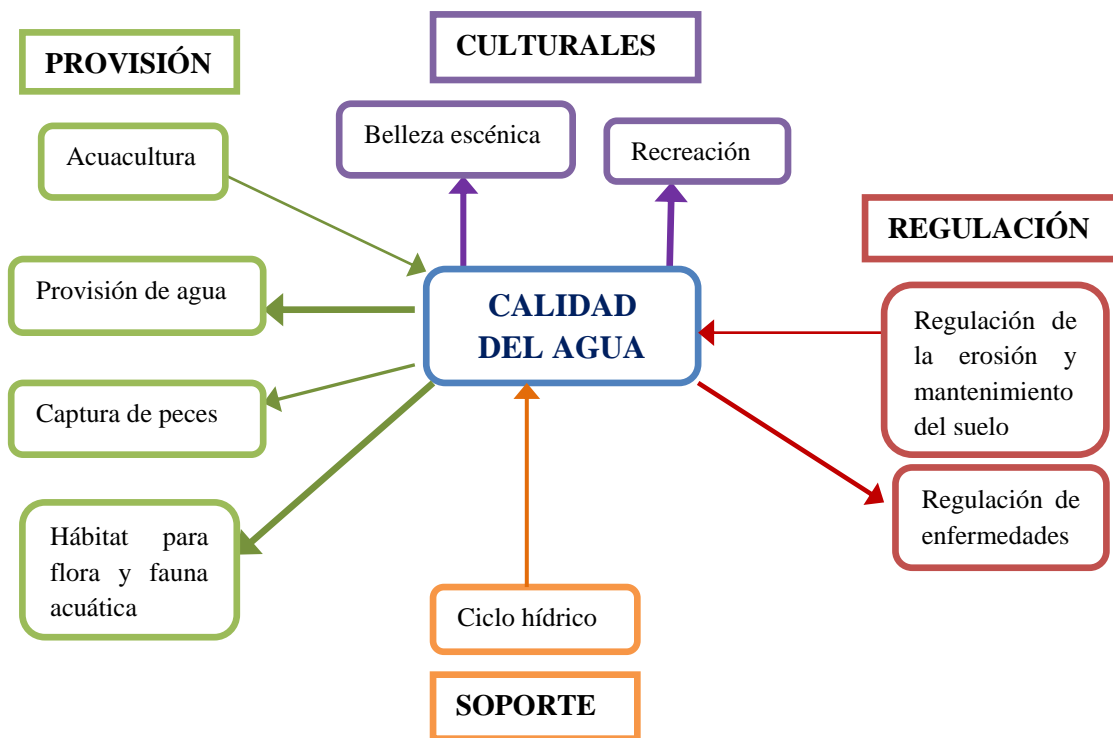 PROVISIÓN
CULTURALES
Acuacultura
Belleza escénica
Recreación
REGULACIÓN
Provisión de agua
CALIDAD
DEL AGUA
Regulación de
la erosión y
mantenimiento
del suelo
Captura de peces
Regulación de
enfermedades
Hábitat para
flora y fauna
acuática
Ciclo hídrico
SOPORTE